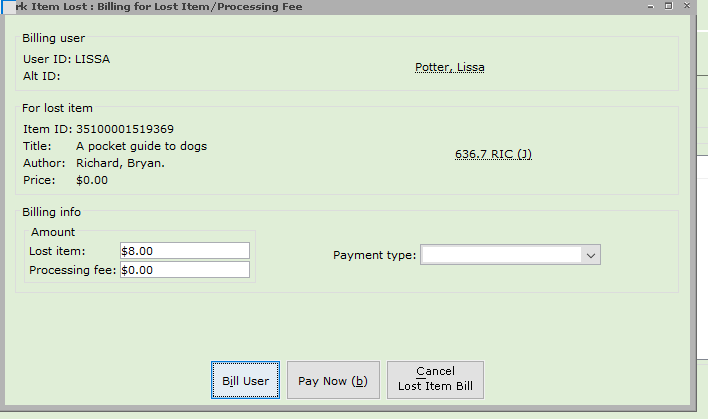 rk Item Lost : Billing for Lost Item/Processing Fee
Billing user
User ID: LISSA
Potter, Lissa
Alt ID:
For lost item
Item ID: 35100001519369
Title: A pocket guide to dogs
636.7 RIC (J)
Author: Richard, Bryan.
Price: $0.00
Billing info
Amount
Lost item: $8.00
Payment type:
Processing fee: $0.00
Bill User
Pay Now (b)
Cancel
Lost Item Bill